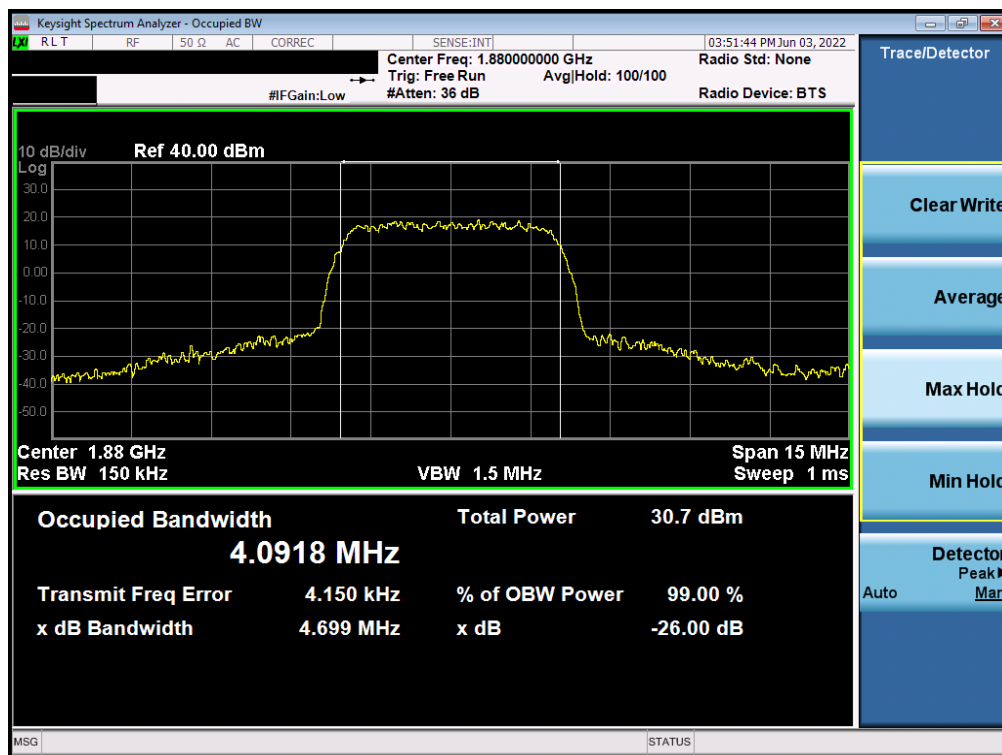 Keysight Spectrum Analyzer - Occupied BW
LXI RLT RF 50 Ω AC CORREC SENSE:INT 03:51:44 PM Jun 03, 2022
Center Freq: 1.880000000 GHz Radio Std: None
Trig: Free Run Avg|Hold: 100/100
#IFGain:Low #Atten: 36 dB Radio Device: BTS
10 dB/div Ref 40.00 dBm
Log
30.0
20.0
10.0
0.00
-10.0
-20.0
-30.0
-40.0
-50.0
Center 1.88 GHz Span 15 MHz
Res BW 150 kHz VBW 1.5 MHz Sweep 1 ms
Occupied Bandwidth Total Power 30.7 dBm
4.0918 MHz
Transmit Freq Error 4.150 kHz % of OBW Power 99.00 %
x dB Bandwidth 4.699 MHz x dB -26.00 dB
MSG STATUS
Trace/Detector
Clear Write
Average
Max Hold
Min Hold
Detector
Peak
Auto Man